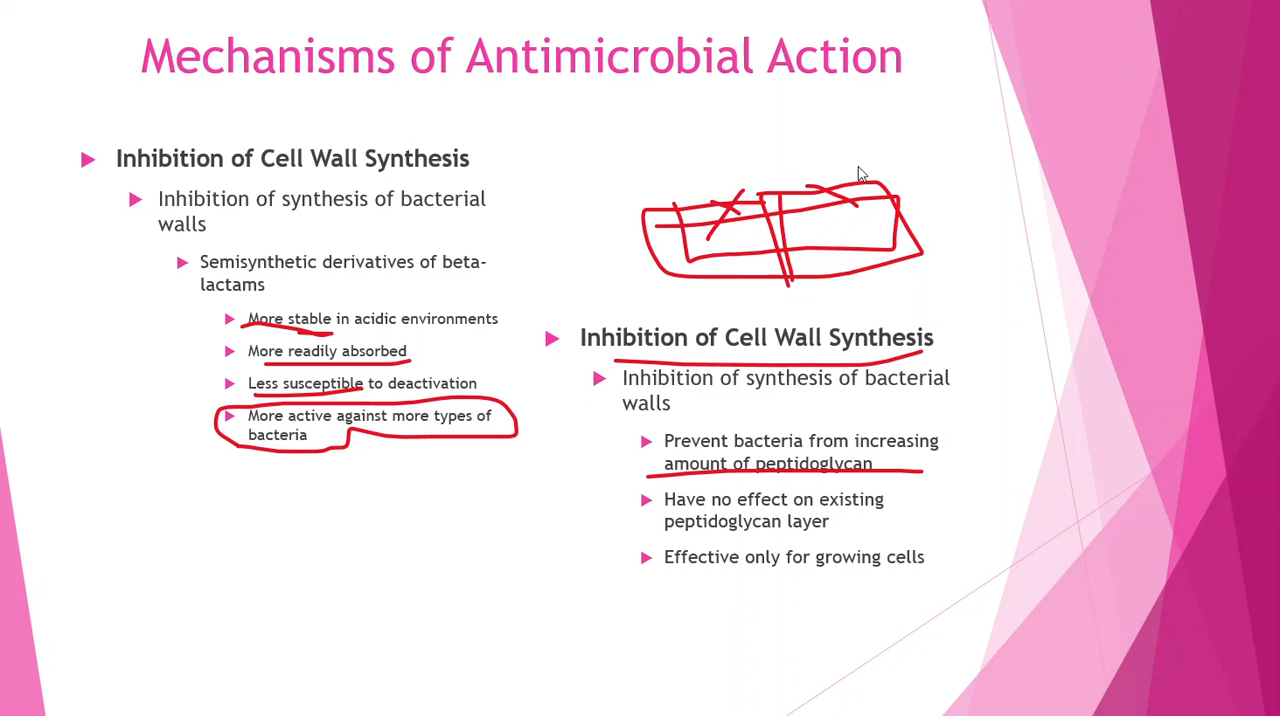 Mechanisms of Antimicrobial Action
Inhibition of Cell Wall Synthesis
Inhibition of synthesis of bacterial
walls
Semisynthetic derivatives of beta-
lactams
More stable in acidic environments
More readily absorbed
Less susceptible to deactivation
More active against more types of
bacteria
Inhibition of Cell Wall Synthesis
Inhibition of synthesis of bacterial
walls
Prevent bacteria from increasing
amount of peptidoglycan
Have no effect on existing
peptidoglycan layer
Effective only for growing cells